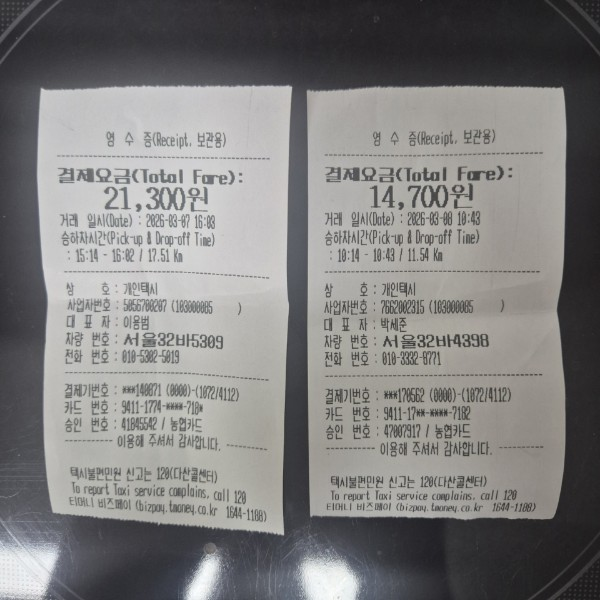 영 수 증(Receipt, 보관용)
결제요금(Total Fare):
21,300원
거래 일시(Date) : 2026-03-07 16:03
승하차시간(Pick-up & Drop-off Time)
: 15:14 - 16:02 / 17.51 Km
상 호 : 개인택시
사업자번호 : 5056700207 (103000005 )
대 표 자 : 이용범
차량 번호 : 서울32바5309
전화 번호 : 010-5302-5019
결제기번호 : ***140871 (0000)-(1072/4112)
카드 번호 : 9411-1774-****-718*
승인 번호 : 41845542 / 농협카드
이용해 주셔서 감사합니다.
택시불편민원 신고는 120(다산콜센터)
To report Taxi service complains, call 120
티머니 비즈페이 (bizpay.tmoney.co.kr 1644-1188)
영 수 증(Receipt, 보관용)
결제요금(Total Fare):
14,700원
거래 일시(Date) : 2026-03-08 10:43
승하차시간(Pick-up & Drop-off Time)
: 10:14 - 10:43 / 11.54 Km
상 호 : 개인택시
사업자번호 : 7662002315 (103000005 )
대 표 자 : 박세준
차량 번호 : 서울32바4398
전화 번호 : 010-3332-8771
결제기번호 : ***170562 (0000)-(1072/4112)
카드 번호 : 9411-17**-****-7182
승인 번호 : 47007917 / 농협카드
이용해 주셔서 감사합니다.
택시불편민원 신고는 120(다산콜센터)
To report Taxi service complains, call 120
티머니 비즈페이 (bizpay.tmoney.co.kr 1644-1188)